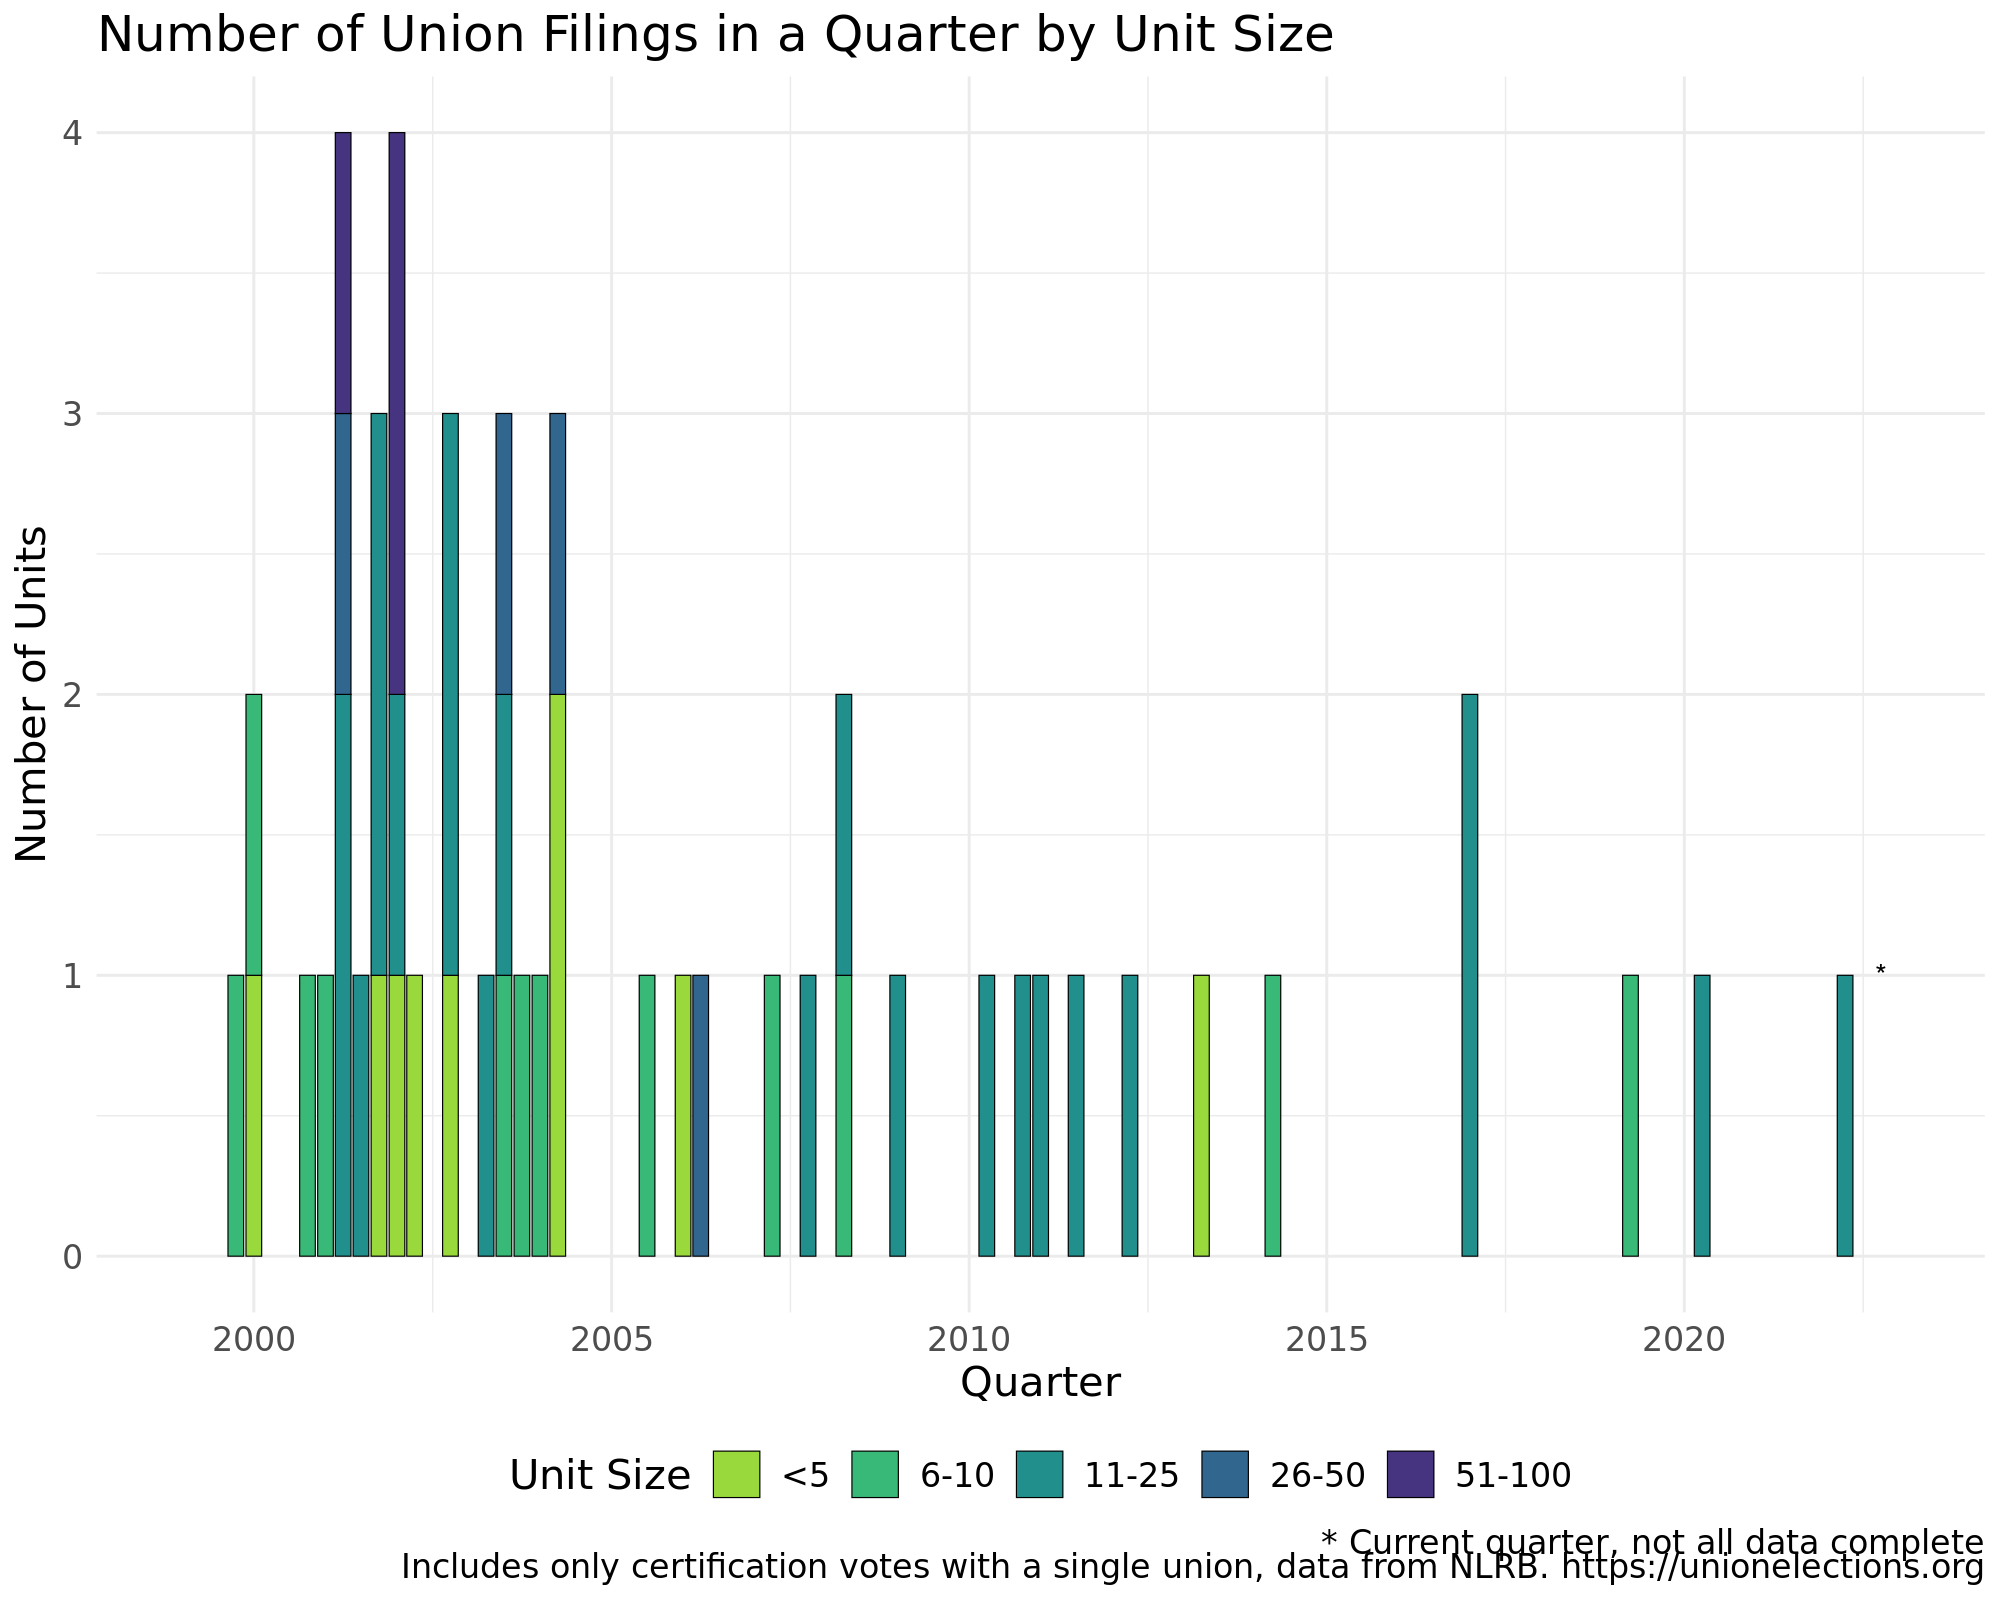 Number of Union Filings in a Quarter by Unit Size
Number of Units
4
3
2
1
0
*
2000 2005 2010 2015 2020
Quarter
Unit Size <5 6-10 11-25 26-50 51-100
* Current quarter, not all data complete
Includes only certification votes with a single union, data from NLRB. https://unionelections.org